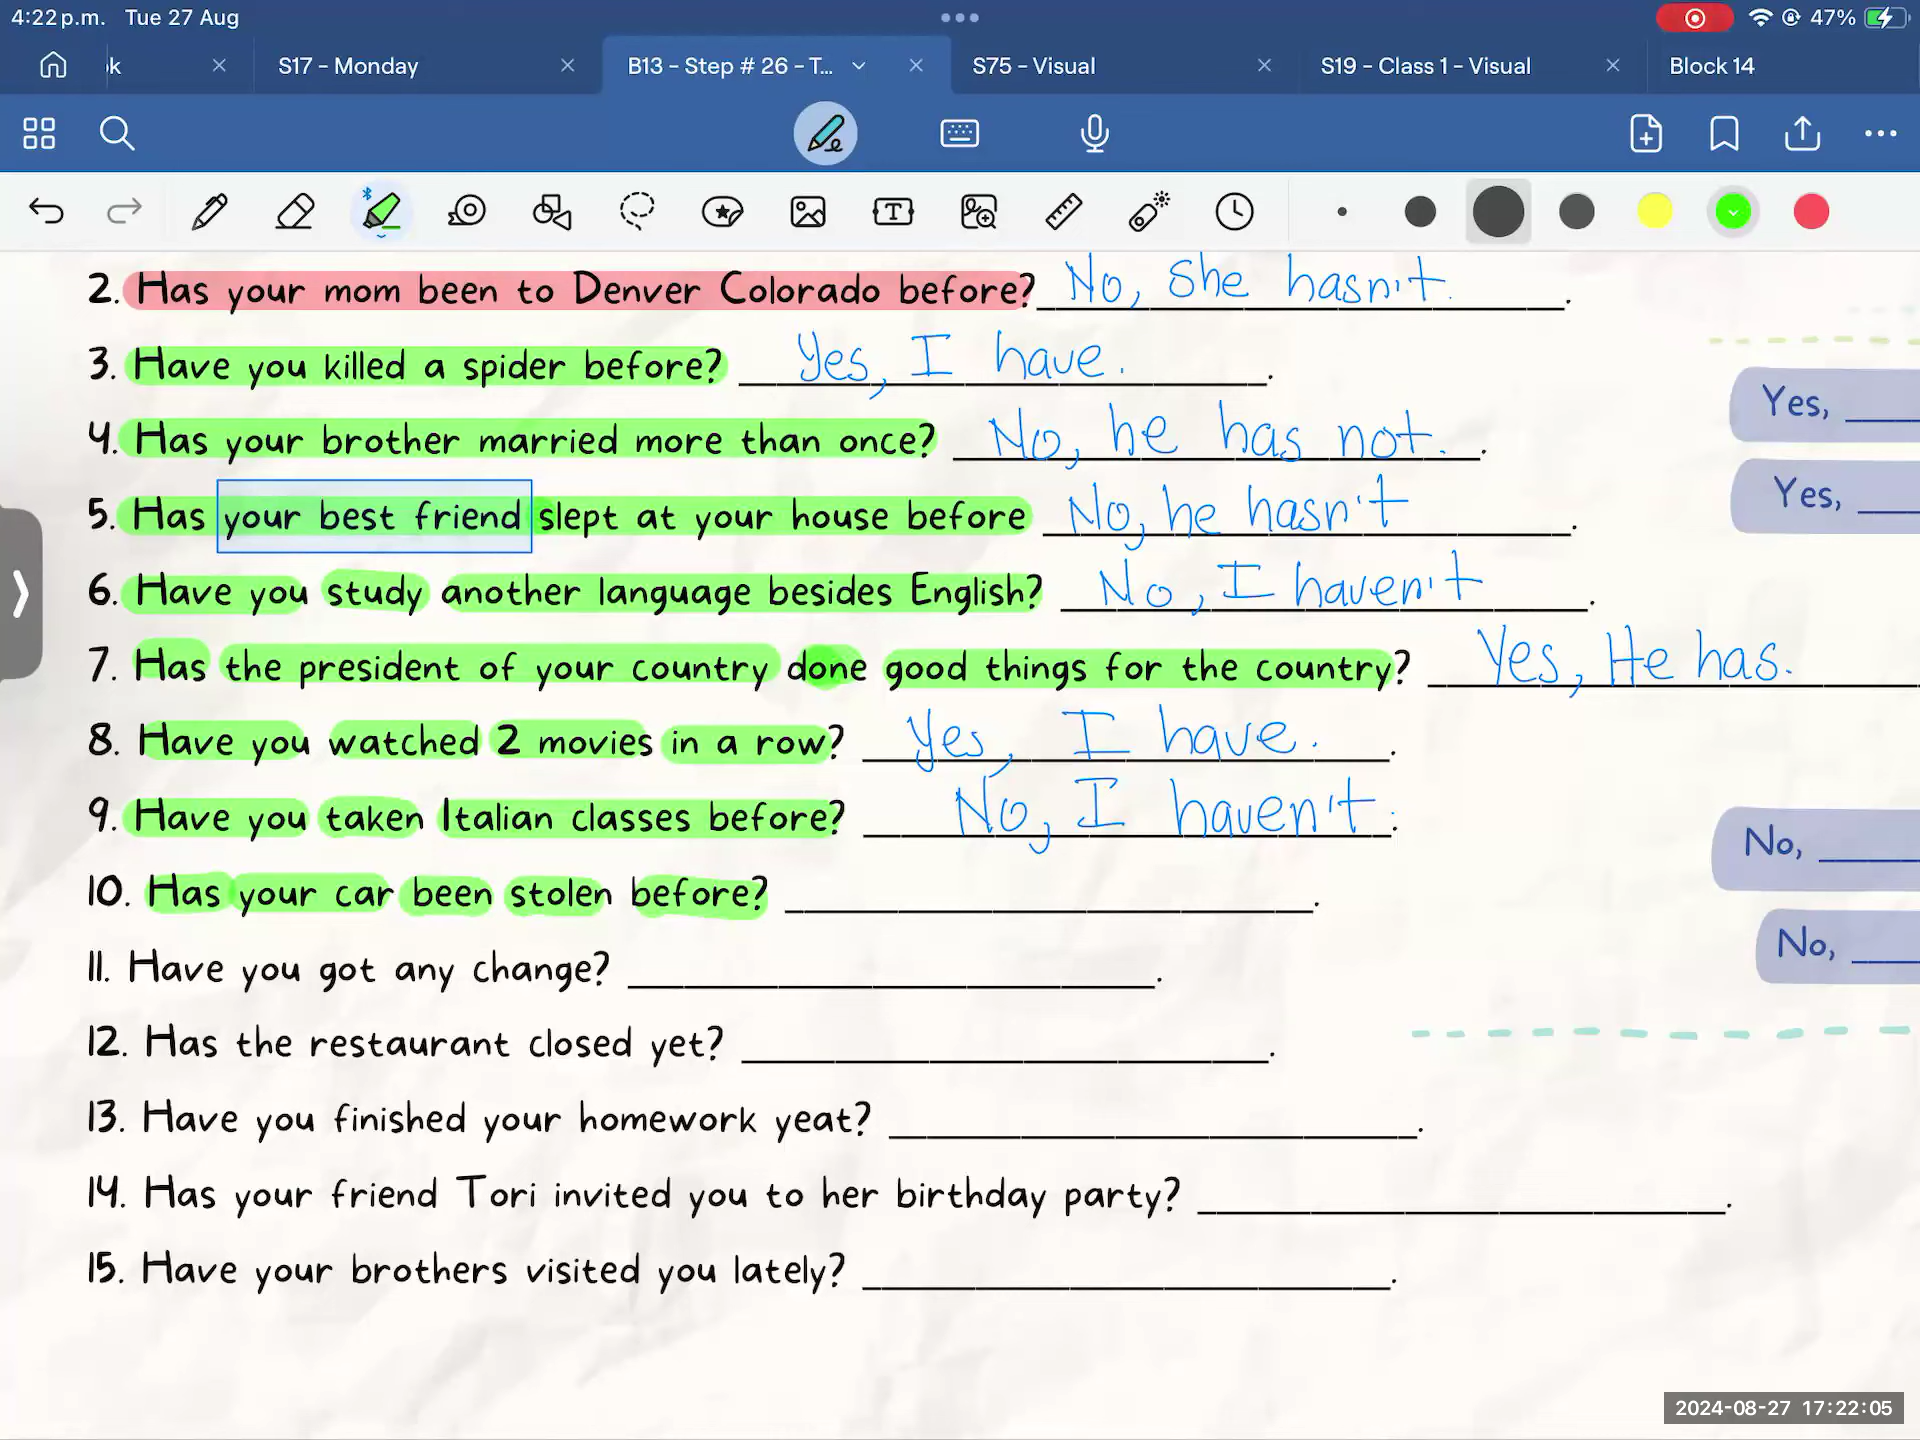 4:22 p.m. Tue 27 Aug 47%
k S17 - Monday B13 - Step # 26 - T... S75 - Visual S19 - Class 1 - Visual Block 14
2. Has your mom been to Denver Colorado before? No, She hasn't.
3. Have you killed a spider before? Yes, I have.
Yes,
4. Has your brother married more than once? No, he has not.
Yes,
5. Has your best friend slept at your house before No, he hasn't
6. Have you study another language besides English? No, I haven't
7. Has the president of your country done good things for the country? Yes, He has.
8. Have you watched 2 movies in a row? Yes, I have.
9. Have you taken Italian classes before? No, I haven't.
No,
10. Has your car been stolen before?
No,
11. Have you got any change?
12. Has the restaurant closed yet?
13. Have you finished your homework yeat?
14. Has your friend Tori invited you to her birthday party?
15. Have your brothers visited you lately?
2024-08-27 17:22:05